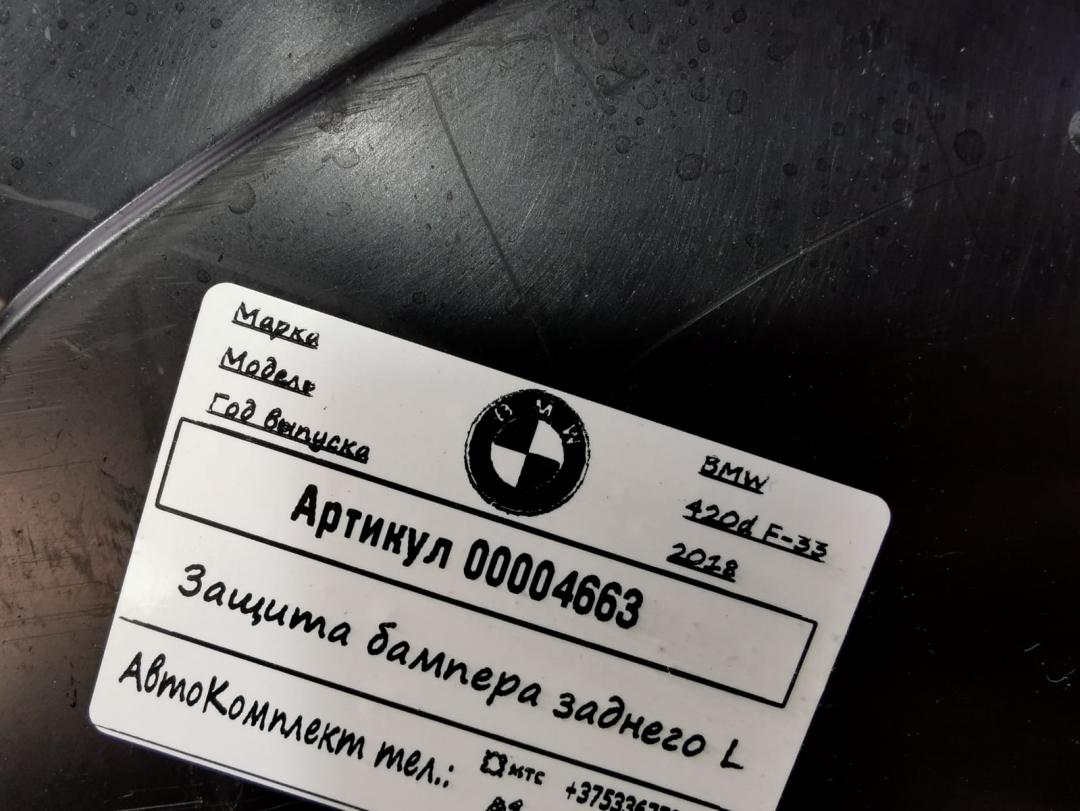 Марка BMW
Модель 420d F-33
Год выпуска 2018
BMW
Артикул 00004663
Защита бампера заднего L
АвтоКомплект тел.: мтс